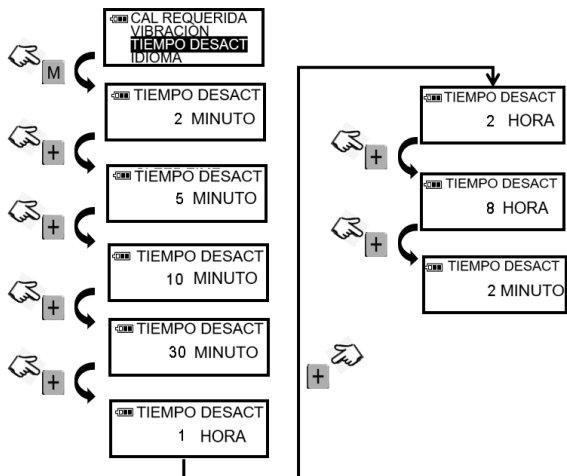 CAL REQUERIDA
VIBRACIÓN
TIEMPO DESACT
IDIOMA
M
TIEMPO DESACT
2 MINUTO
+
TIEMPO DESACT
5 MINUTO
+
TIEMPO DESACT
10 MINUTO
+
TIEMPO DESACT
30 MINUTO
+
TIEMPO DESACT
1 HORA
+
TIEMPO DESACT
2 HORA
+
TIEMPO DESACT
8 HORA
+
TIEMPO DESACT
2 MINUTO